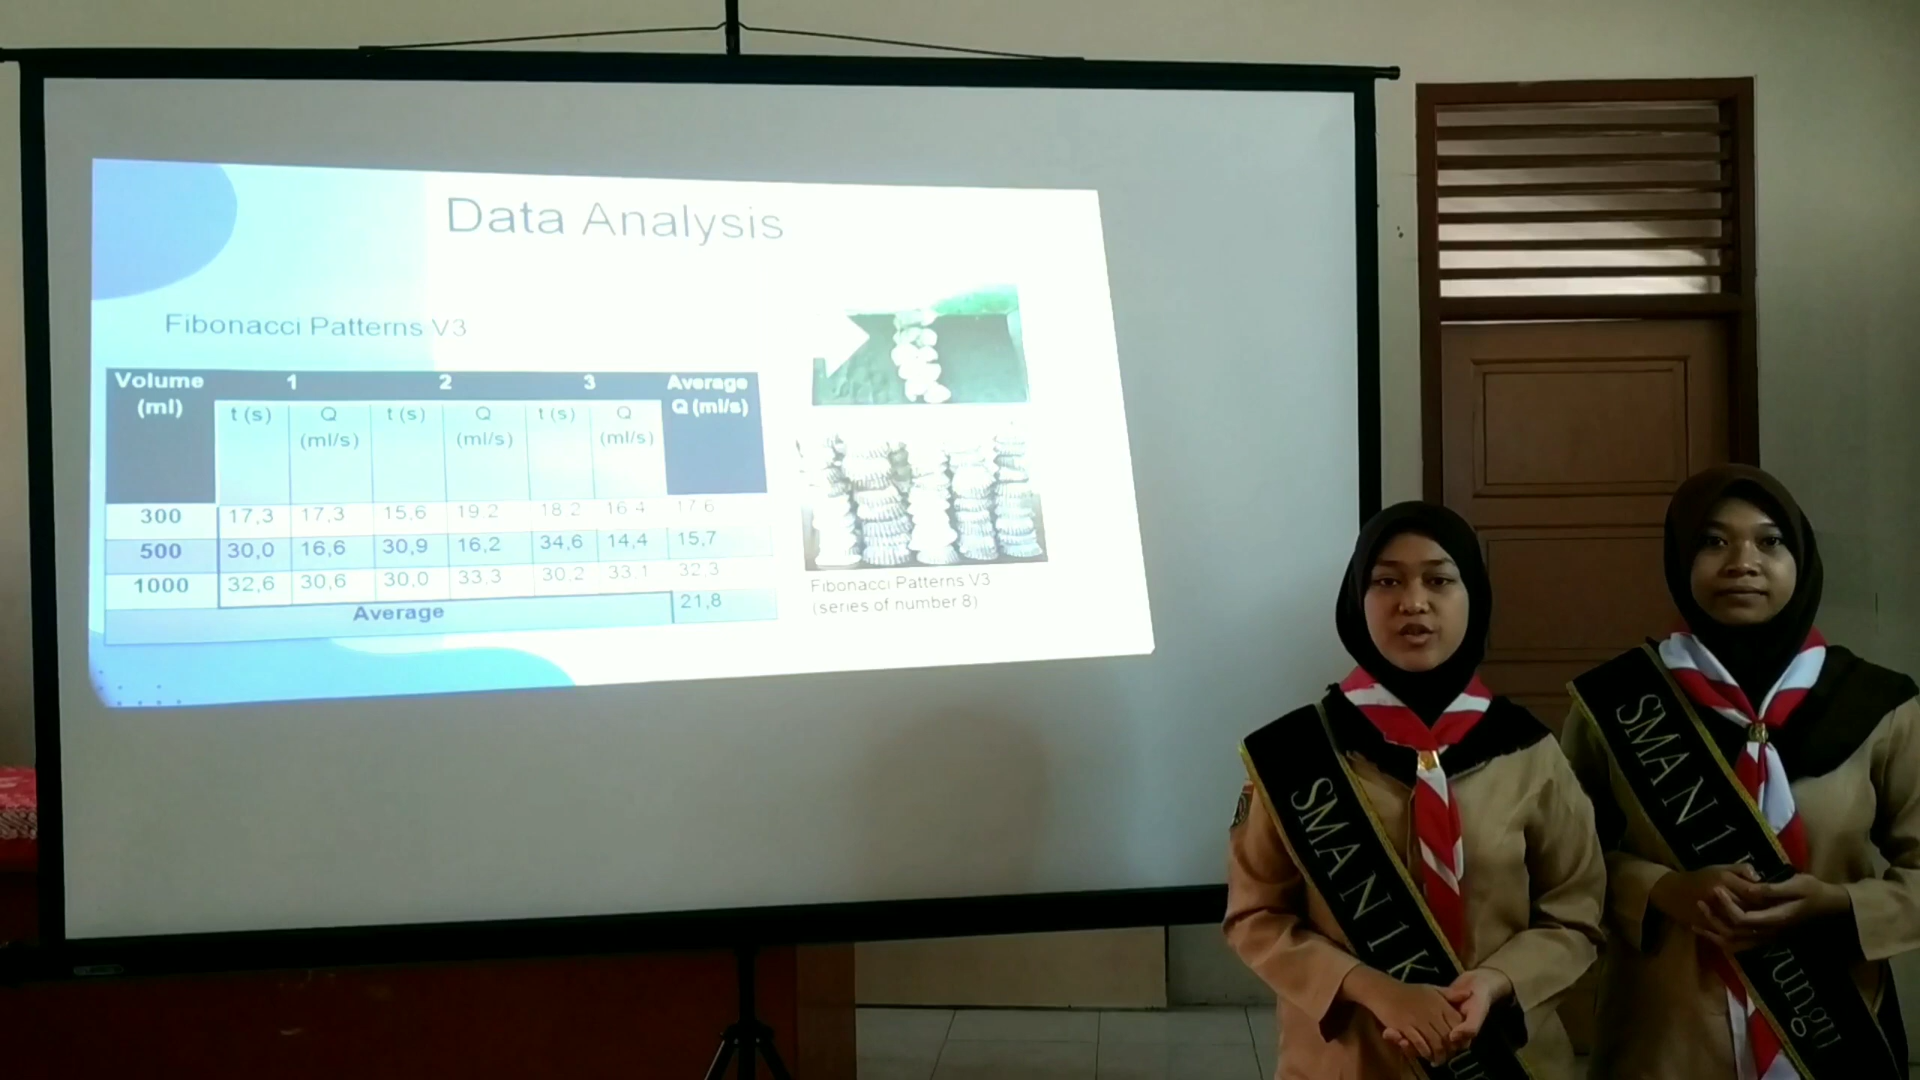 Data Analysis
Fibonacci Patterns V3
Volume (ml) 1 2 3 Average Q (ml/s)
t (s) Q (ml/s) t (s) Q (ml/s) t (s) Q (ml/s)
300 17,3 17,3 15,6 19,2 18,2 16,4 17,6
500 30,0 16,6 30,9 16,2 34,6 14,4 15,7
1000 32,6 30,6 30,0 33,3 30,2 33,1 32,3
Average 21,8
Fibonacci Patterns V3
(series of number 8)
SMA N 1 K
SMA N 1